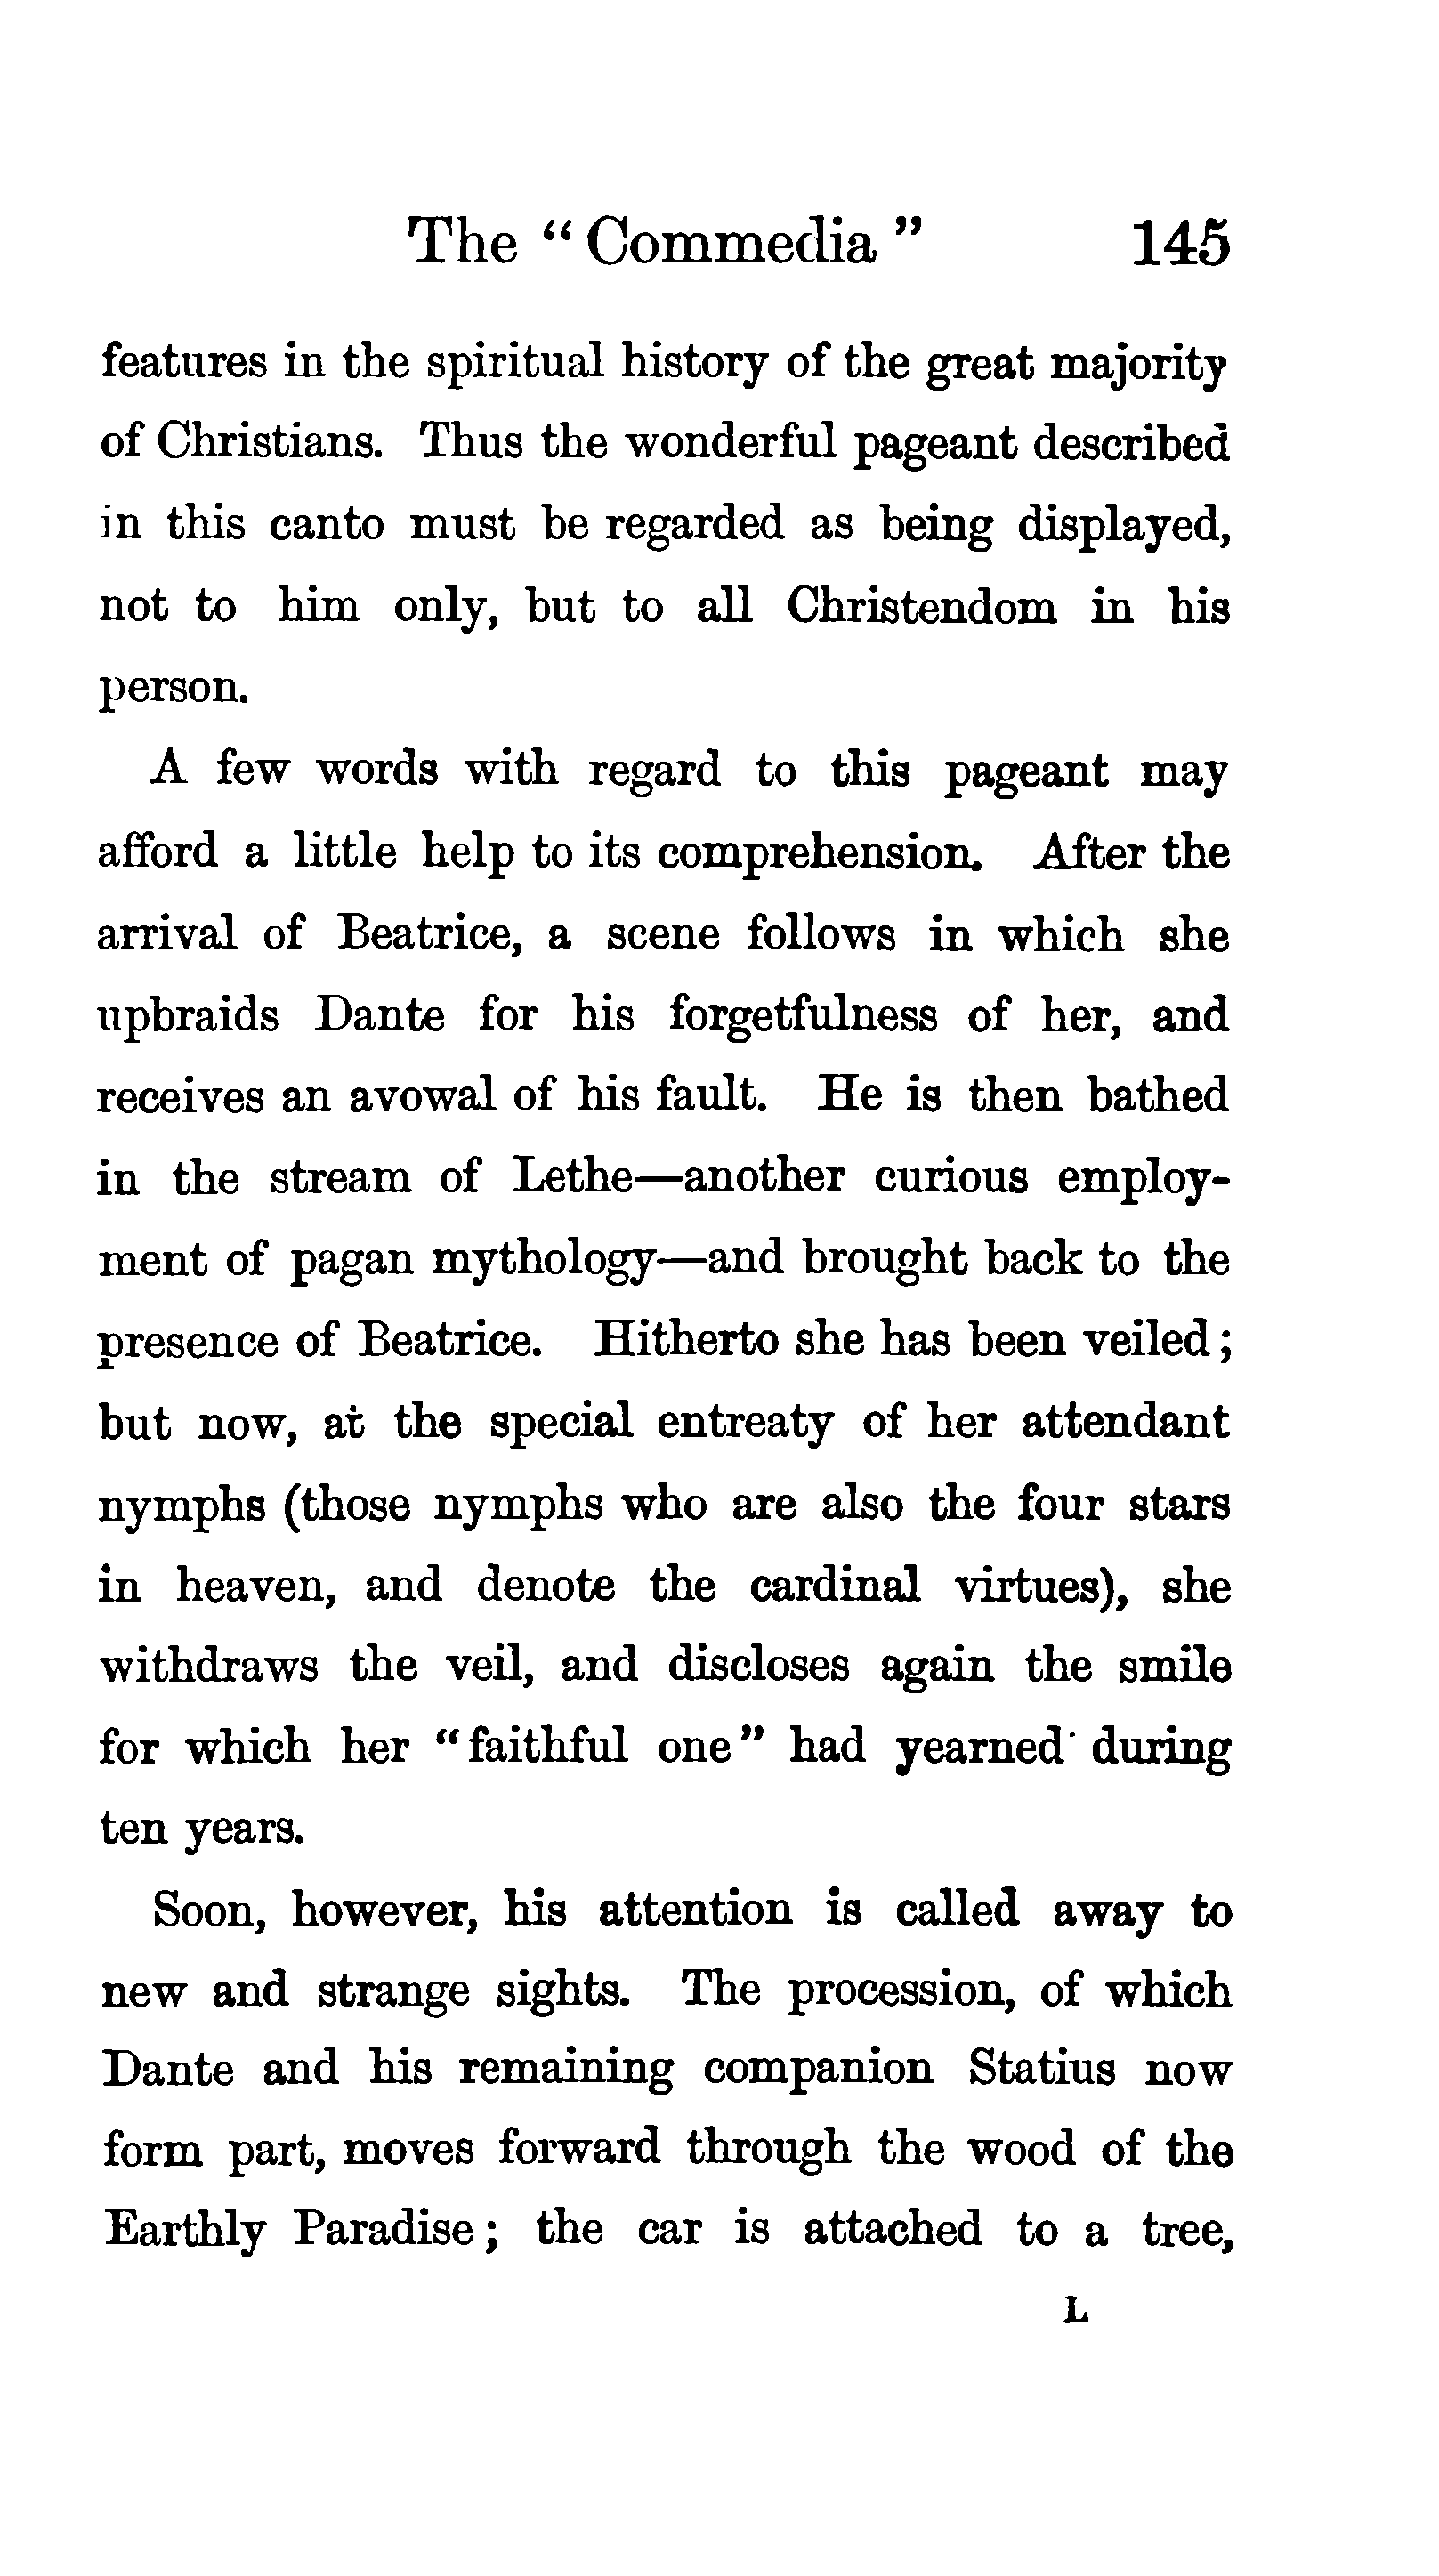 The “Commedia” 145
features in the spiritual history of the great majority
of Christians. Thus the wonderful pageant described
in this canto must be regarded as being displayed,
not to him only, but to all Christendom in his
person.
A few words with regard to this pageant may
afford a little help to its comprehension. After the
arrival of Beatrice, a scene follows in which she
upbraids Dante for his forgetfulness of her, and
receives an avowal of his fault. He is then bathed
in the stream of Lethe—another curious employ-
ment of pagan mythology—and brought back to the
presence of Beatrice. Hitherto she has been veiled;
but now, at the special entreaty of her attendant
nymphs (those nymphs who are also the four stars
in heaven, and denote the cardinal virtues), she
withdraws the veil, and discloses again the smile
for which her “faithful one” had yearned during
ten years.
Soon, however, his attention is called away to
new and strange sights. The procession, of which
Dante and his remaining companion Statius now
form part, moves forward through the wood of the
Earthly Paradise; the car is attached to a tree,
L